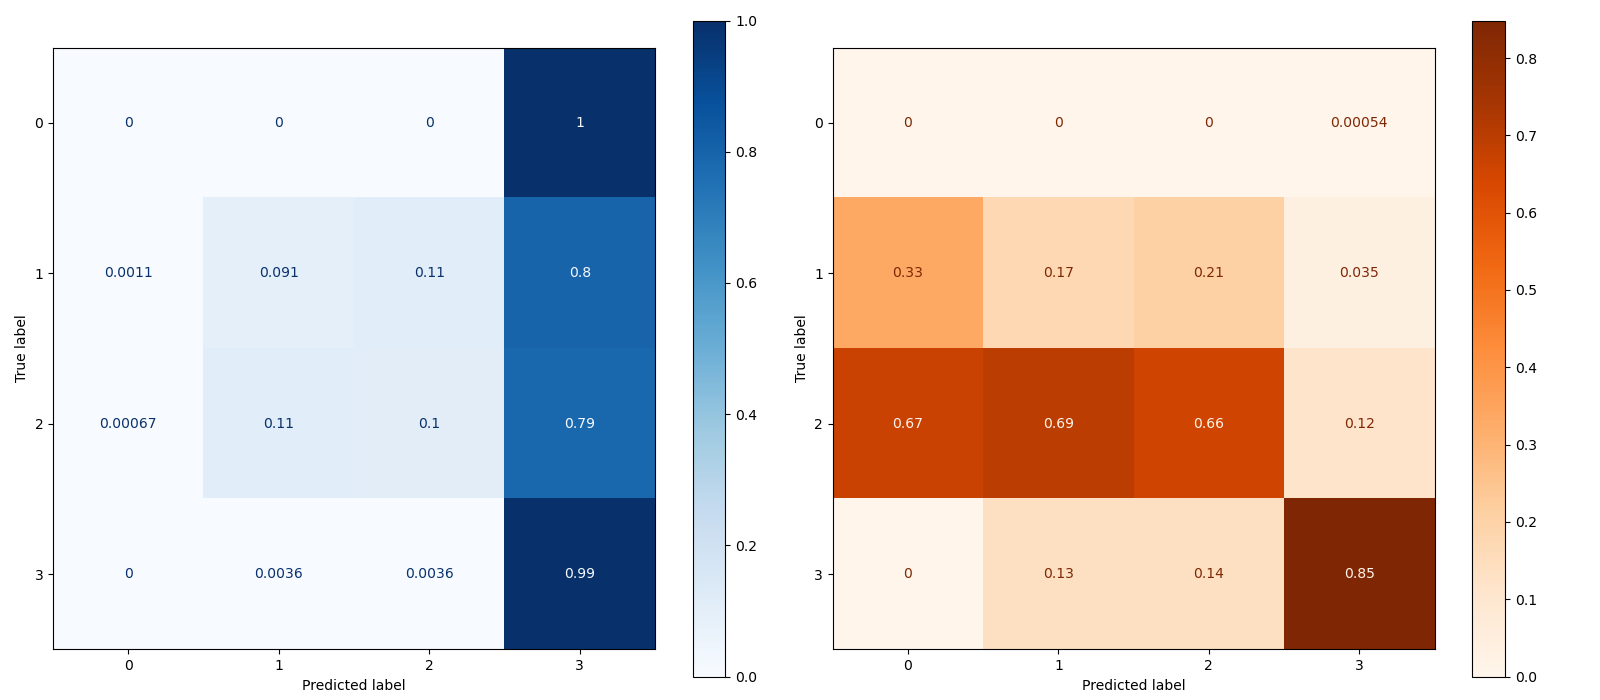 True label
0
1
2
3
0 0 0 1
0.0011 0.091 0.11 0.8
0.00067 0.11 0.1 0.79
0 0.0036 0.0036 0.99
0 1 2 3
Predicted label
1.0
0.8
0.6
0.4
0.2
0.0
True label
0
1
2
3
0 0 0 0.00054
0.33 0.17 0.21 0.035
0.67 0.69 0.66 0.12
0 0.13 0.14 0.85
0 1 2 3
Predicted label
0.8
0.7
0.6
0.5
0.4
0.3
0.2
0.1
0.0